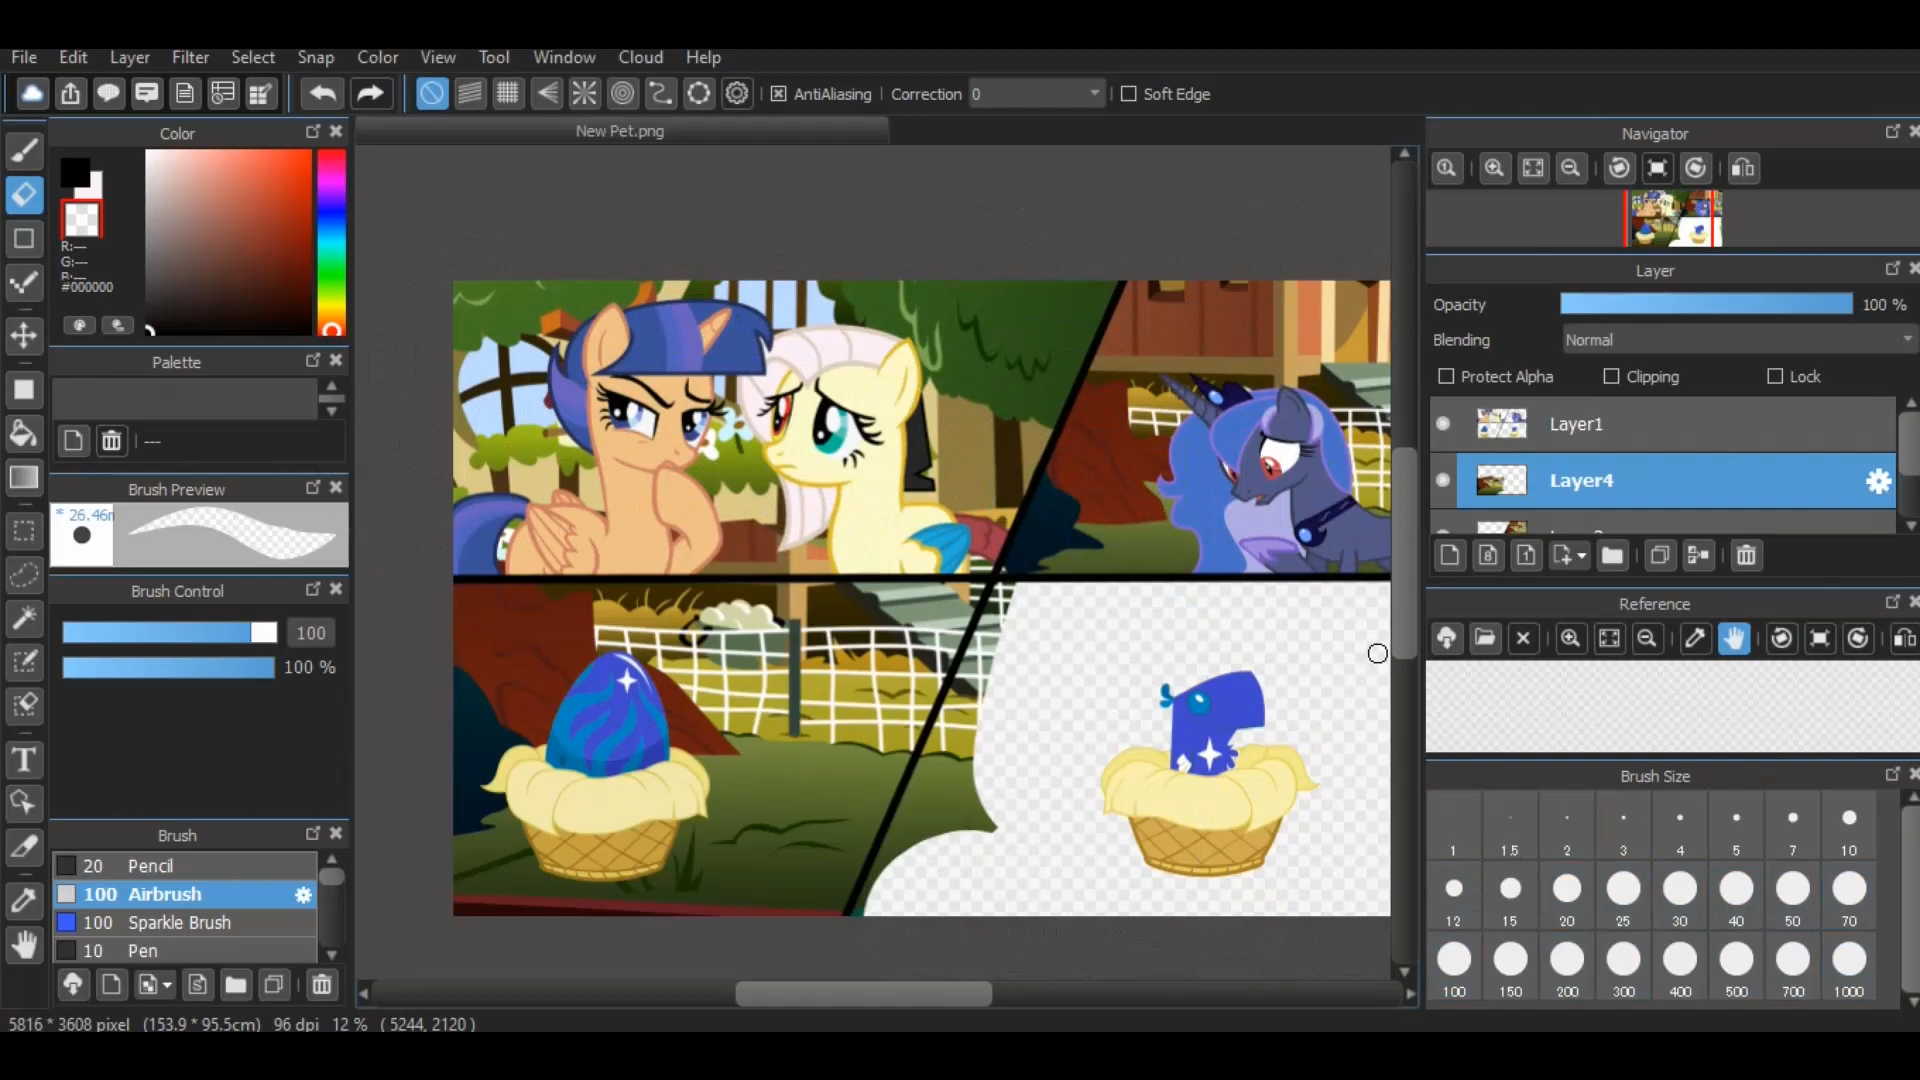 File Edit Layer Filter Select Snap Color View Tool Window Cloud Help
AntiAliasing Correction 0 Soft Edge
Color
New Pet.png
Navigator
R:---
G:---
B:---
#000000
Layer
Opacity 100 %
Blending Normal
Palette
Protect Alpha Clipping Lock
---
Layer1
Brush Preview
Layer4
* 26.46m
Brush Control
Reference
100
100 %
Brush Size
Brush
1 1.5 2 3 4 5 7 10
20 Pencil
100 Airbrush
100 Sparkle Brush
12 15 20 25 30 40 50 70
10 Pen
100 150 200 300 400 500 700 1000
5816 * 3608 pixel (153.9 * 95.5cm) 96 dpi 12 % ( 5244, 2120 )